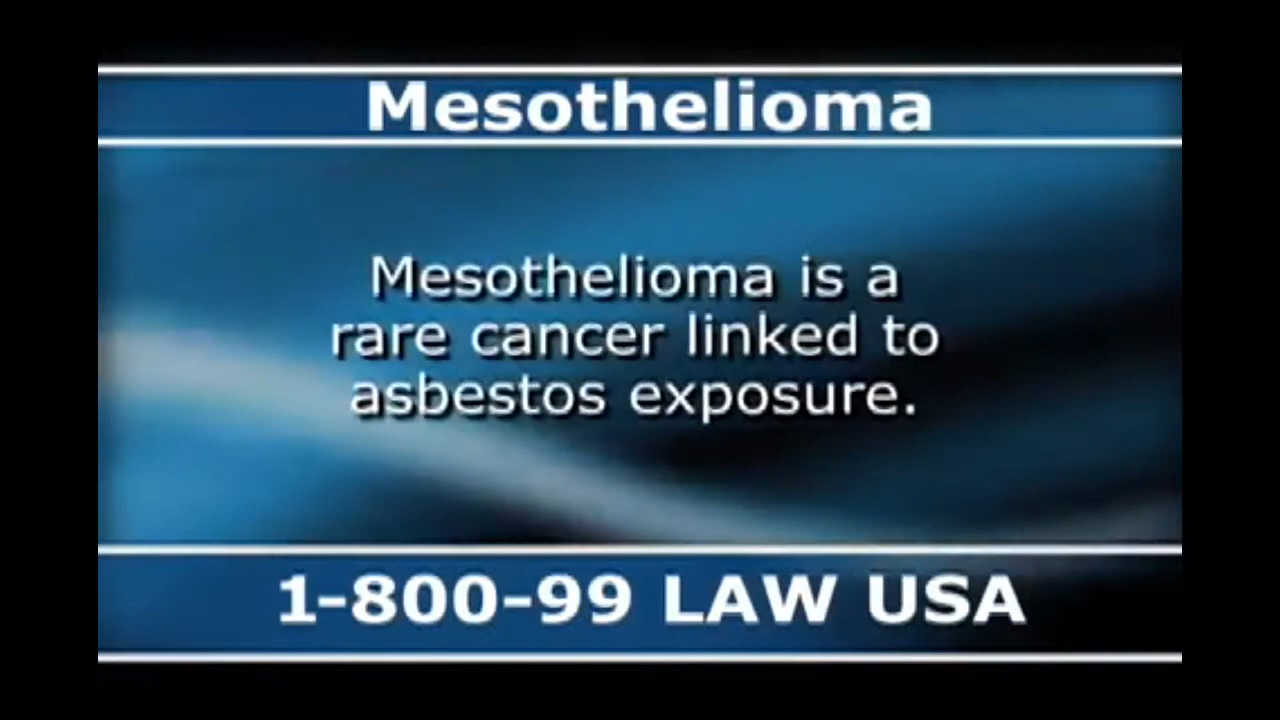 Mesothelioma
Mesothelioma is a
rare cancer linked to
asbestos exposure.
1-800-99 LAW USA